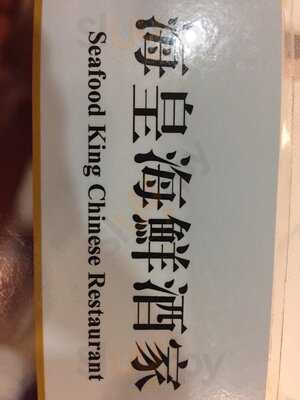 海皇海鮮酒家
Seafood King Chinese Restaurant